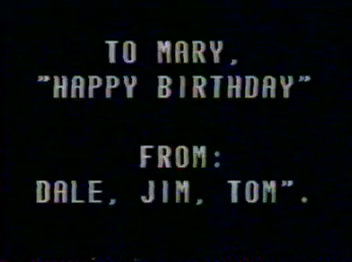 TO MARY,
"HAPPY BIRTHDAY"
FROM:
DALE, JIM, TOM".